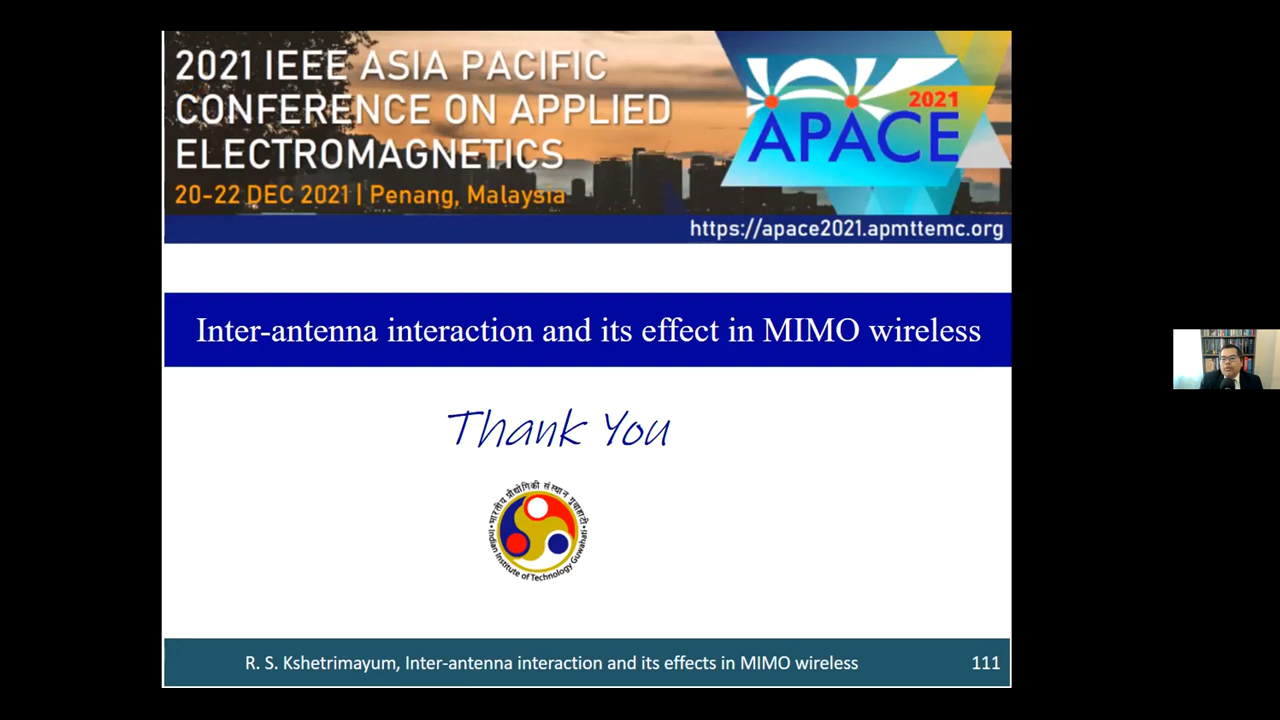 2021 IEEE ASIA PACIFIC
CONFERENCE ON APPLIED
ELECTROMAGNETICS
20-22 DEC 2021 | Penang, Malaysia
2021
APACE
https://apace2021.apmttemc.org
Inter-antenna interaction and its effect in MIMO wireless
Thank You
भारतीय प्रौद्योगिकी संस्थान गुवाहाटी
Indian Institute of Technology Guwahati
R. S. Kshetrimayum, Inter-antenna interaction and its effects in MIMO wireless
111